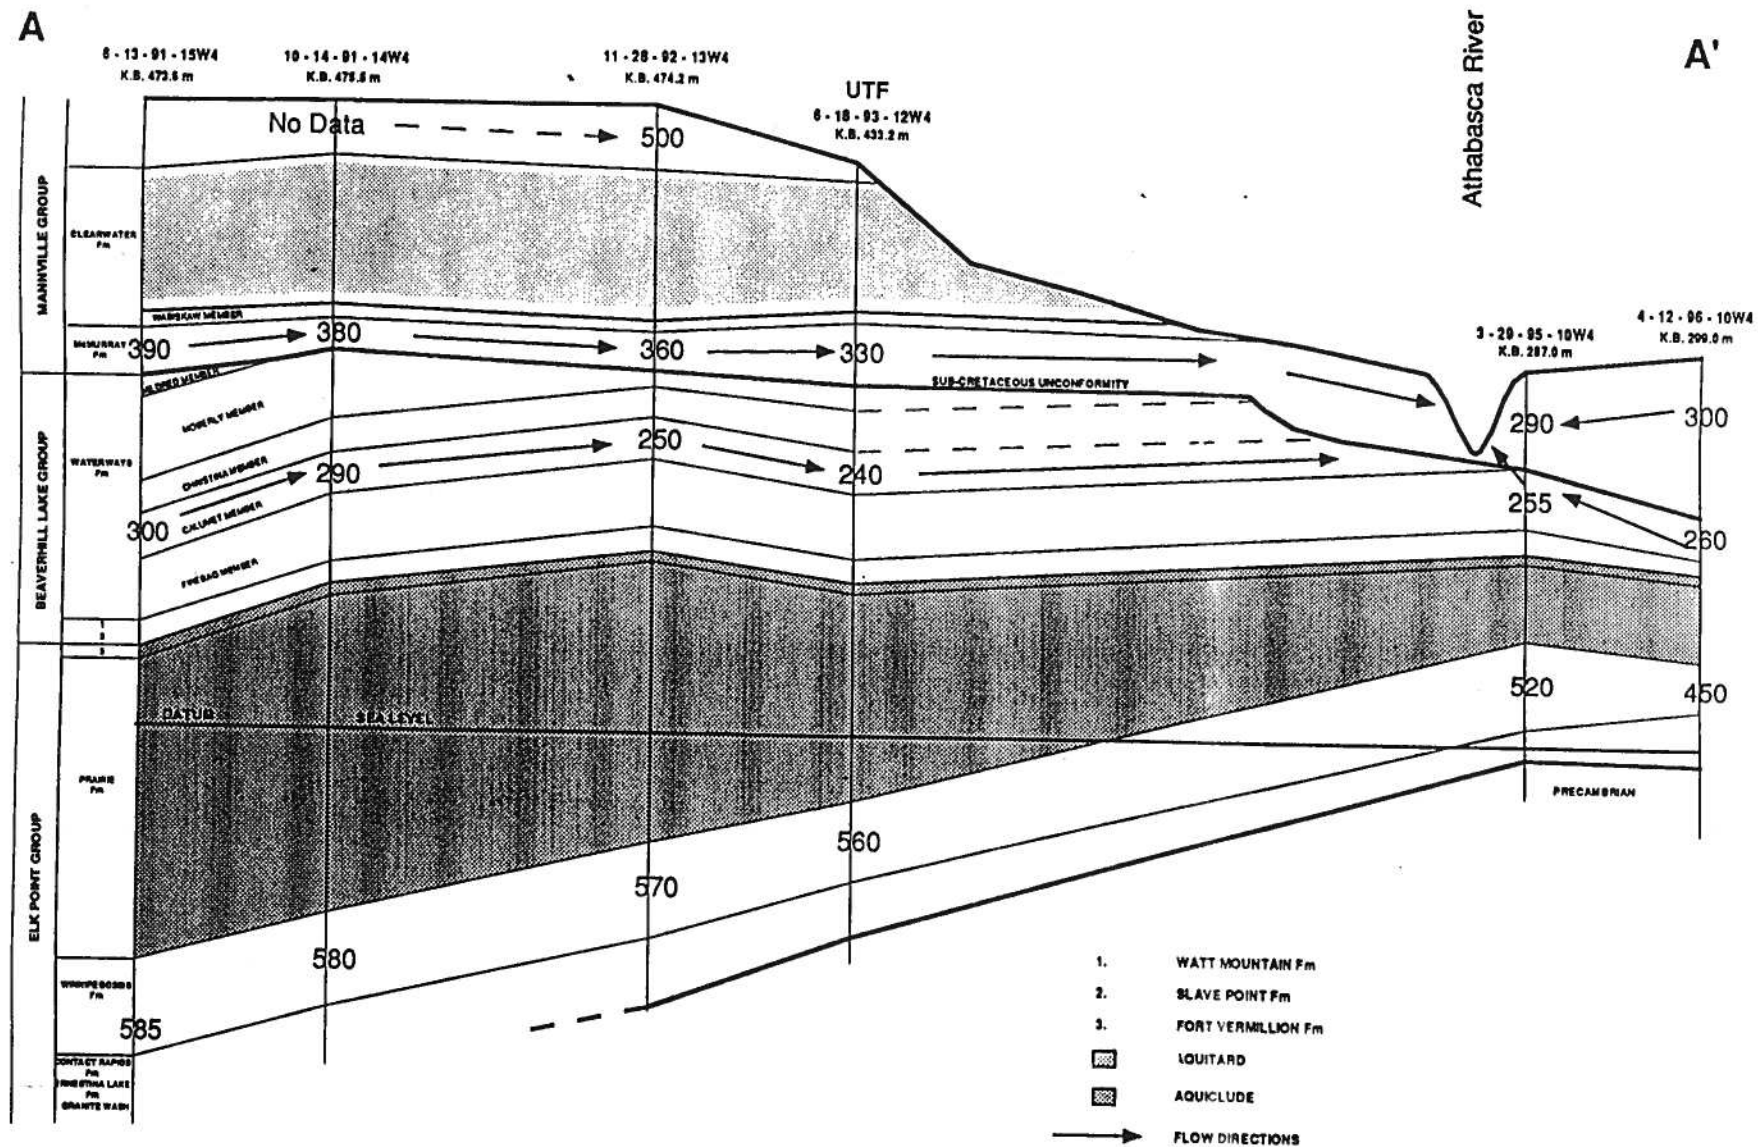 A
A'
6 - 13 - 91 - 15W4
K.B. 473.6 m
10 - 14 - 91 - 14W4
K.B. 475.5 m
11 - 28 - 92 - 13W4
K.B. 474.2 m
UTF
6 - 18 - 93 - 12W4
K.B. 433.2 m
Athabasca River
3 - 29 - 95 - 10W4
K.B. 287.0 m
4 - 12 - 96 - 10W4
K.B. 299.0 m
No Data
500
MANNVILLE GROUP
CLEARWATER
Fm
WABISKAW MEMBER
McMURRAY
Fm
390
380
360
330
290
300
SUB-CRETACEOUS UNCONFORMITY
MILDRED MEMBER
MOBERLY MEMBER
BEAVERHILL LAKE GROUP
WATERWAYS
Fm
CHRISTINA MEMBER
CALUMET MEMBER
FIREBAG MEMBER
300
290
250
240
255
260
1
2
3
DATUM
SEA LEVEL
ELK POINT GROUP
PRAIRIE
Fm
520
450
PRECAMBRIAN
560
570
580
585
WINNIPEGOSIS
Fm
CONTACT RAPIDS
Fm
ERNESTINA LAKE
Fm
GRANITE WASH
1. WATT MOUNTAIN Fm
2. SLAVE POINT Fm
3. FORT VERMILLION Fm
AQUITARD
AQUICLUDE
FLOW DIRECTIONS